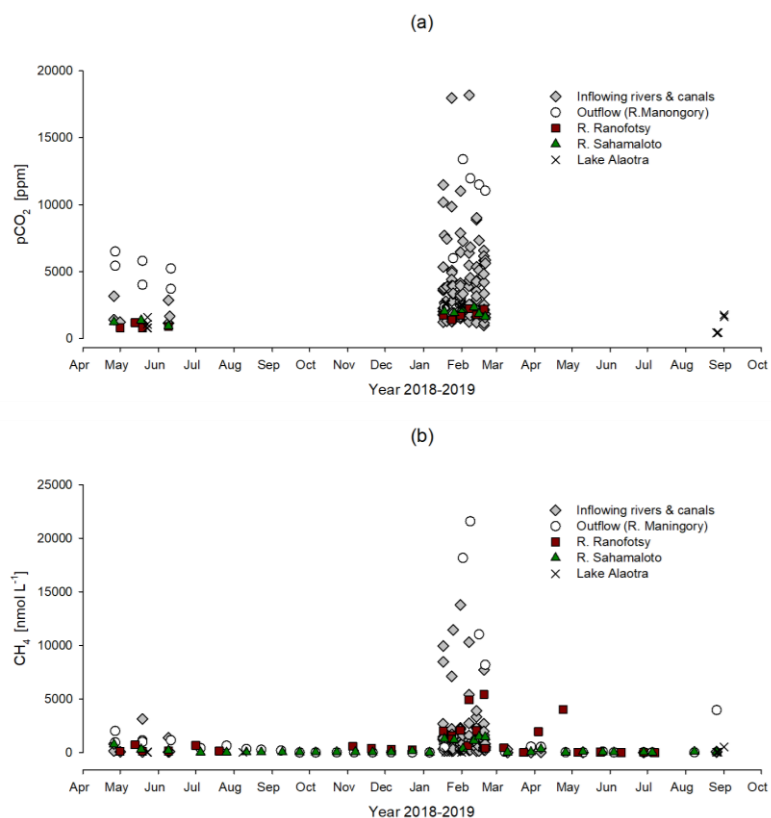 (a)
20000
15000
10000
5000
0
pCO₂ [ppm]
Inflowing rivers & canals
Outflow (R.Manongory)
R. Ranofotsy
R. Sahamaloto
Lake Alaotra
Apr May Jun Jul Aug Sep Oct Nov Dec Jan Feb Mar Apr May Jun Jul Aug Sep Oct
Year 2018-2019
(b)
25000
20000
15000
10000
5000
0
CH₄ [nmol L⁻¹]
Inflowing rivers & canals
Outflow (R. Maningory)
R. Ranofotsy
R. Sahamaloto
Lake Alaotra
Apr May Jun Jul Aug Sep Oct Nov Dec Jan Feb Mar Apr May Jun Jul Aug Sep Oct
Year 2018-2019